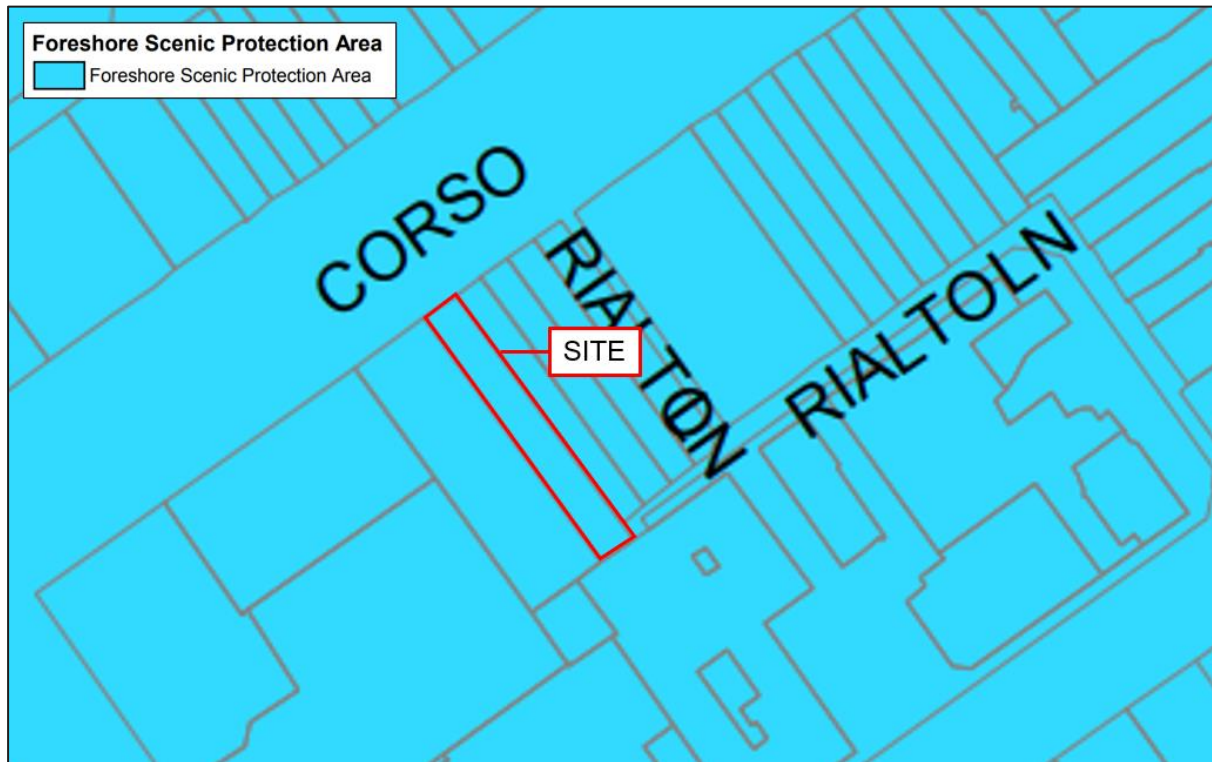 Foreshore Scenic Protection Area
Foreshore Scenic Protection Area
CORSO
RIALTO LN
SITE
RIALTO LN